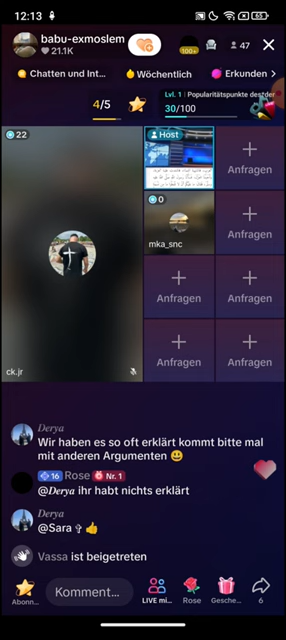 12:13
65
babu-exmoslem
21.1K
100+
47
Chatten und Int...
Wöchentlich
Erkunden
4/5
Lvl. 1 | Popularitätspunkte des
30/100
22
Host
Anfragen
0
mka_snc
Anfragen
Anfragen
Anfragen
Anfragen
Anfragen
ck.jr
Derya
Wir haben es so oft erklärt kommt bitte mal
mit anderen Argumenten 😃
16 Rose Nr. 1
@Derya ihr habt nichts erklärt
Derya
@Sara ✞ 👍
Vassa ist beigetreten
Kommentar...
Abonn...
LIVE mi...
Rose
Gesche...
6